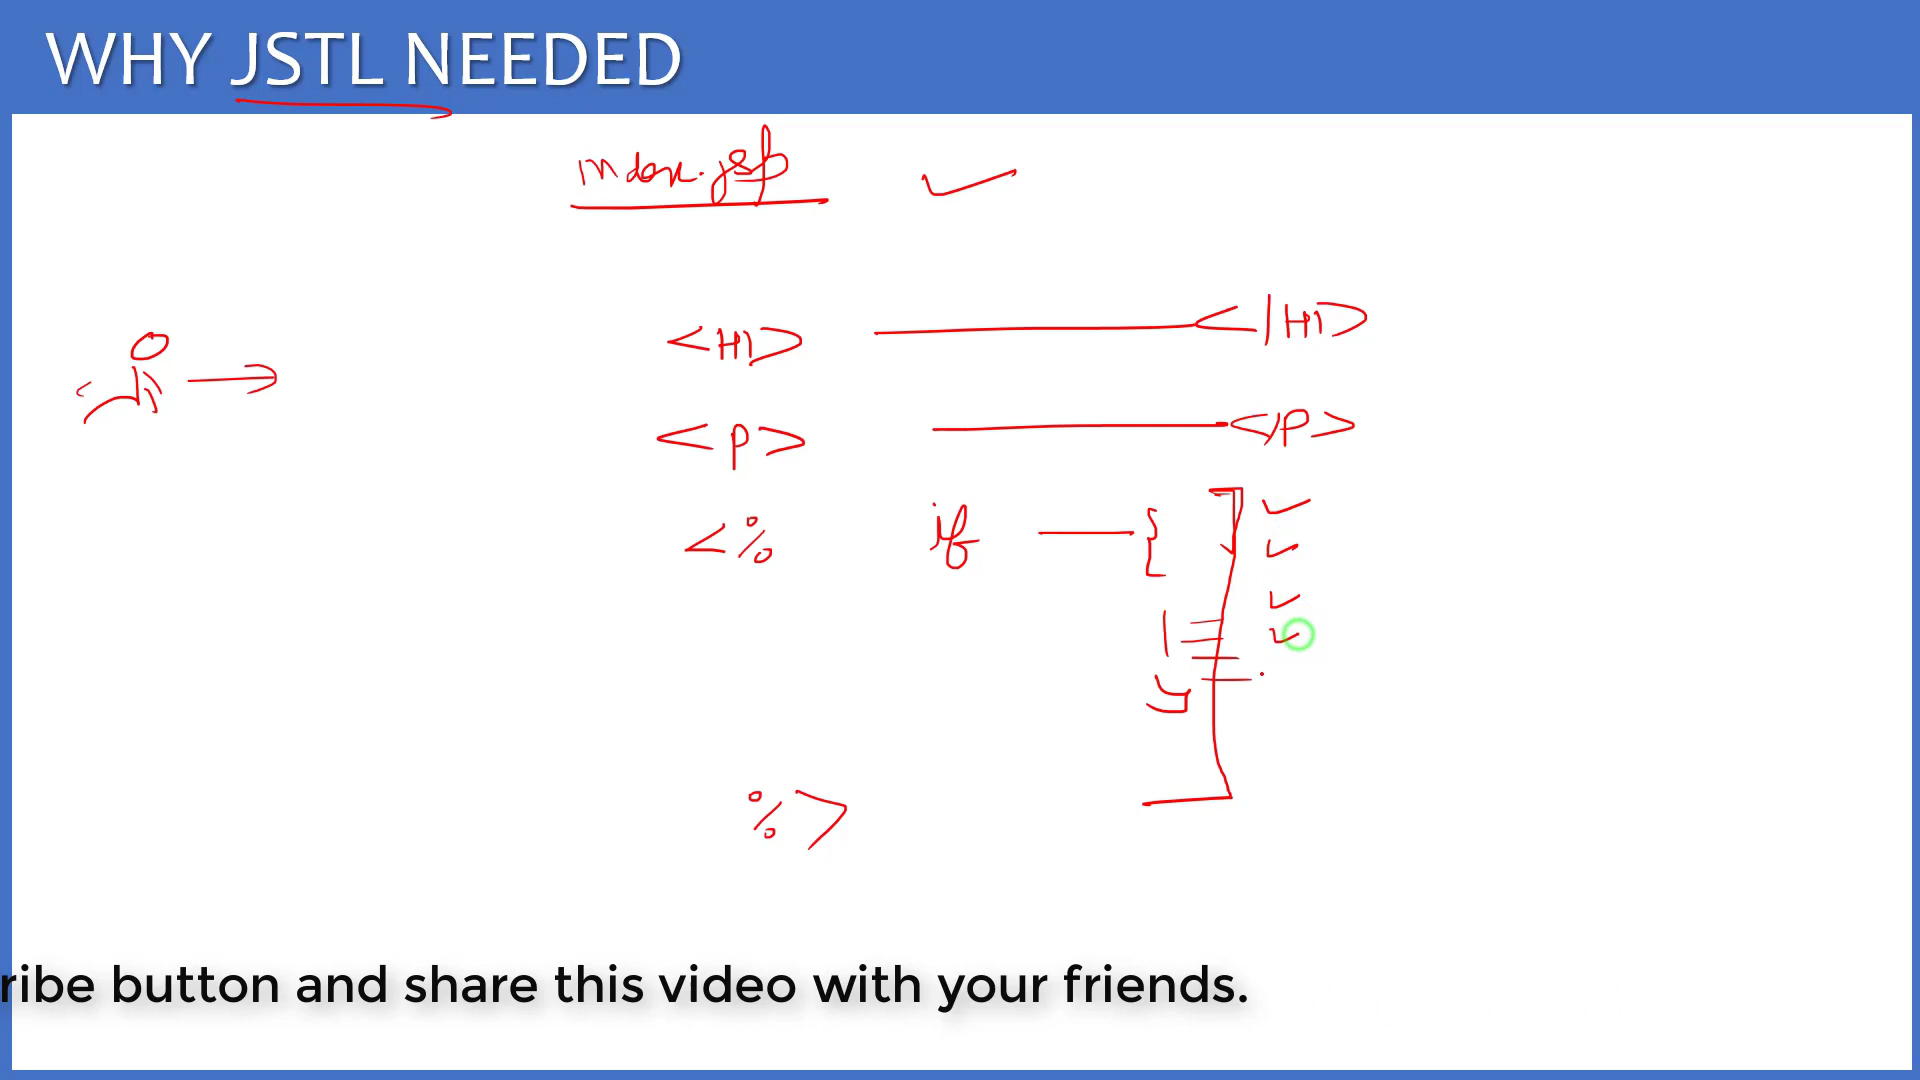 WHY JSTL NEEDED
index.jsp
<H1> </H1>
<P> </P>
<% if {
}
%>
ribe button and share this video with your friends.